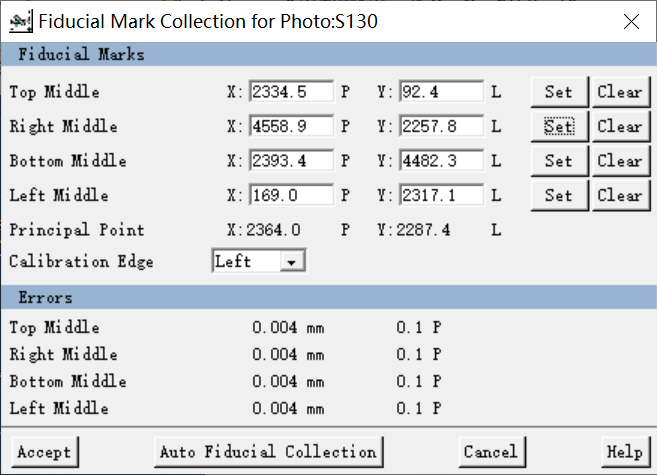 Fiducial Mark Collection for Photo:S130
Fiducial Marks
Top Middle X: 2334.5 P Y: 92.4 L Set Clear
Right Middle X: 4558.9 P Y: 2257.8 L Set Clear
Bottom Middle X: 2393.4 P Y: 4482.3 L Set Clear
Left Middle X: 169.0 P Y: 2317.1 L Set Clear
Principal Point X:2364.0 P Y:2287.4 L
Calibration Edge Left
Errors
Top Middle 0.004 mm 0.1 P
Right Middle 0.004 mm 0.1 P
Bottom Middle 0.004 mm 0.1 P
Left Middle 0.004 mm 0.1 P
Accept Auto Fiducial Collection Cancel Help